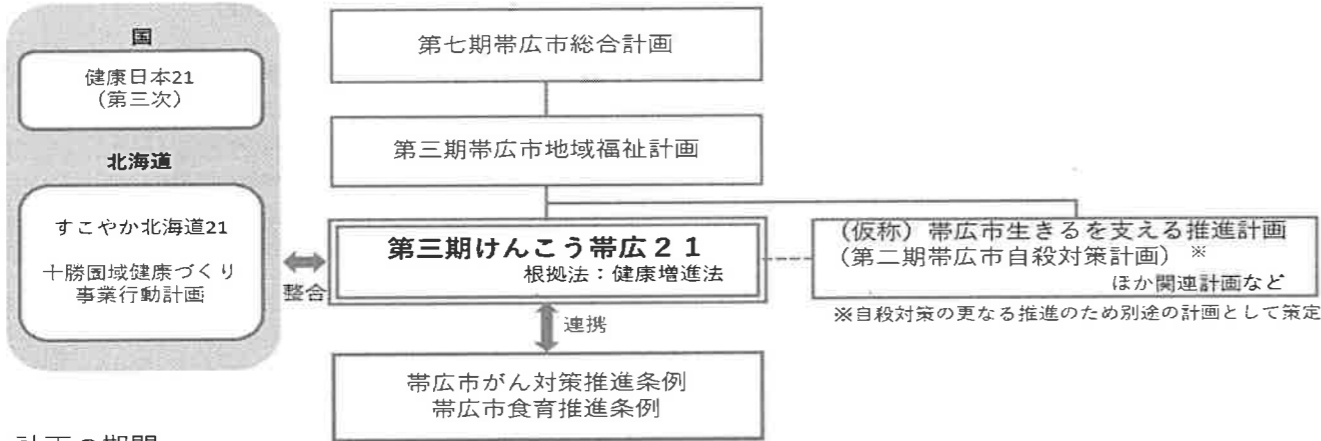 国
健康日本21
（第三次）
北海道
すこやか北海道21
十勝圏域健康づくり
事業行動計画
第七期帯広市総合計画
第三期帯広市地域福祉計画
第三期けんこう帯広２１
根拠法：健康増進法
整合
連携
（仮称）帯広市生きるを支える推進計画
（第二期帯広市自殺対策計画）※
ほか関連計画など
※自殺対策の更なる推進のため別途の計画として策定
帯広市がん対策推進条例
帯広市食育推進条例